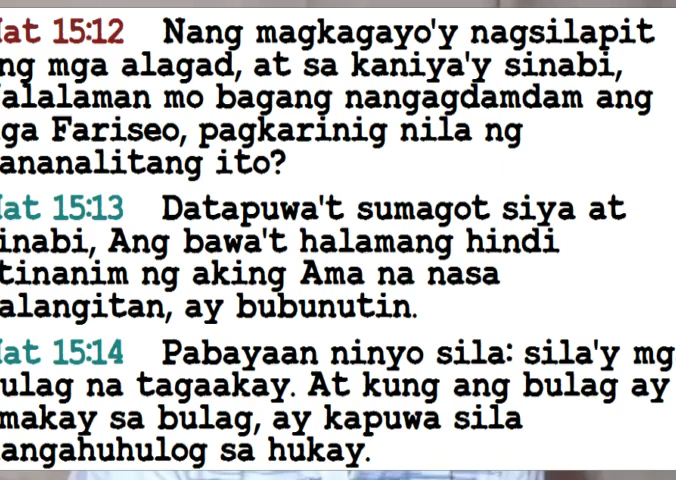 at 15:12 Nang magkagayo'y nagsilapit
ng mga alagad, at sa kaniya'y sinabi,
alalaman mo bagang nangagdamdam ang
ga Fariseo, pagkarinig nila ng
ananalitang ito?
at 15:13 Datapuwa't sumagot siya at
inabi, Ang bawa't halamang hindi
tinanim ng aking Ama na nasa
alangitan, ay bubunutin.
at 15:14 Pabayaan ninyo sila: sila'y mg
ulag na tagaakay. At kung ang bulag ay
makay sa bulag, ay kapuwa sila
angahuhulog sa hukay.